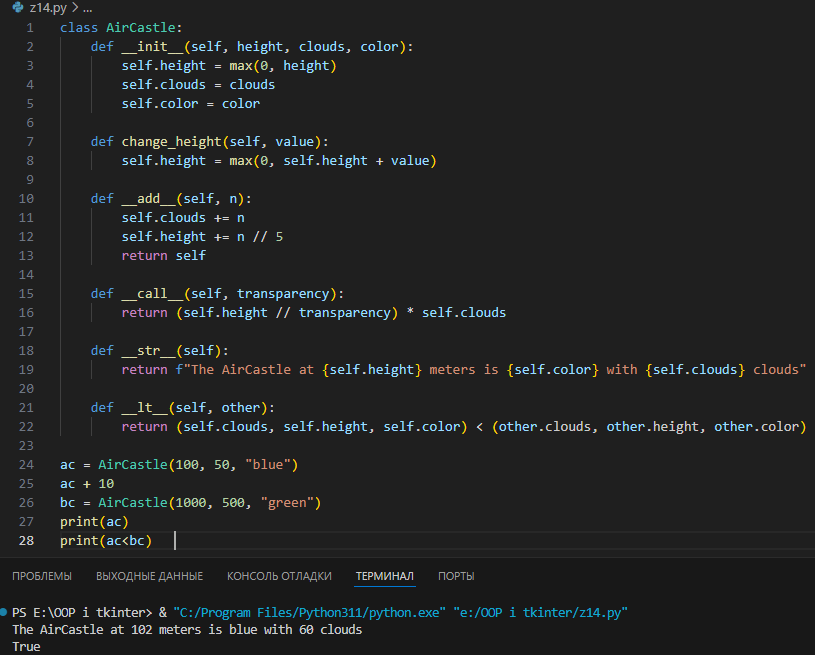 z14.py > ...
1 class AirCastle:
2     def __init__(self, height, clouds, color):
3         self.height = max(0, height)
4         self.clouds = clouds
5         self.color = color
6
7     def change_height(self, value):
8         self.height = max(0, self.height + value)
9
10     def __add__(self, n):
11         self.clouds += n
12         self.height += n // 5
13         return self
14
15     def __call__(self, transparency):
16         return (self.height // transparency) * self.clouds
17
18     def __str__(self):
19         return f"The AirCastle at {self.height} meters is {self.color} with {self.clouds} clouds"
20
21     def __lt__(self, other):
22         return (self.clouds, self.height, self.color) < (other.clouds, other.height, other.color)
23
24 ac = AirCastle(100, 50, "blue")
25 ac + 10
26 bc = AirCastle(1000, 500, "green")
27 print(ac)
28 print(ac<bc)
ПРОБЛЕМЫ ВЫХОДНЫЕ ДАННЫЕ КОНСОЛЬ ОТЛАДКИ ТЕРМИНАЛ ПОРТЫ
PS E:\OOP i tkinter> & "C:/Program Files/Python311/python.exe" "e:/OOP i tkinter/z14.py"
The AirCastle at 102 meters is blue with 60 clouds
True